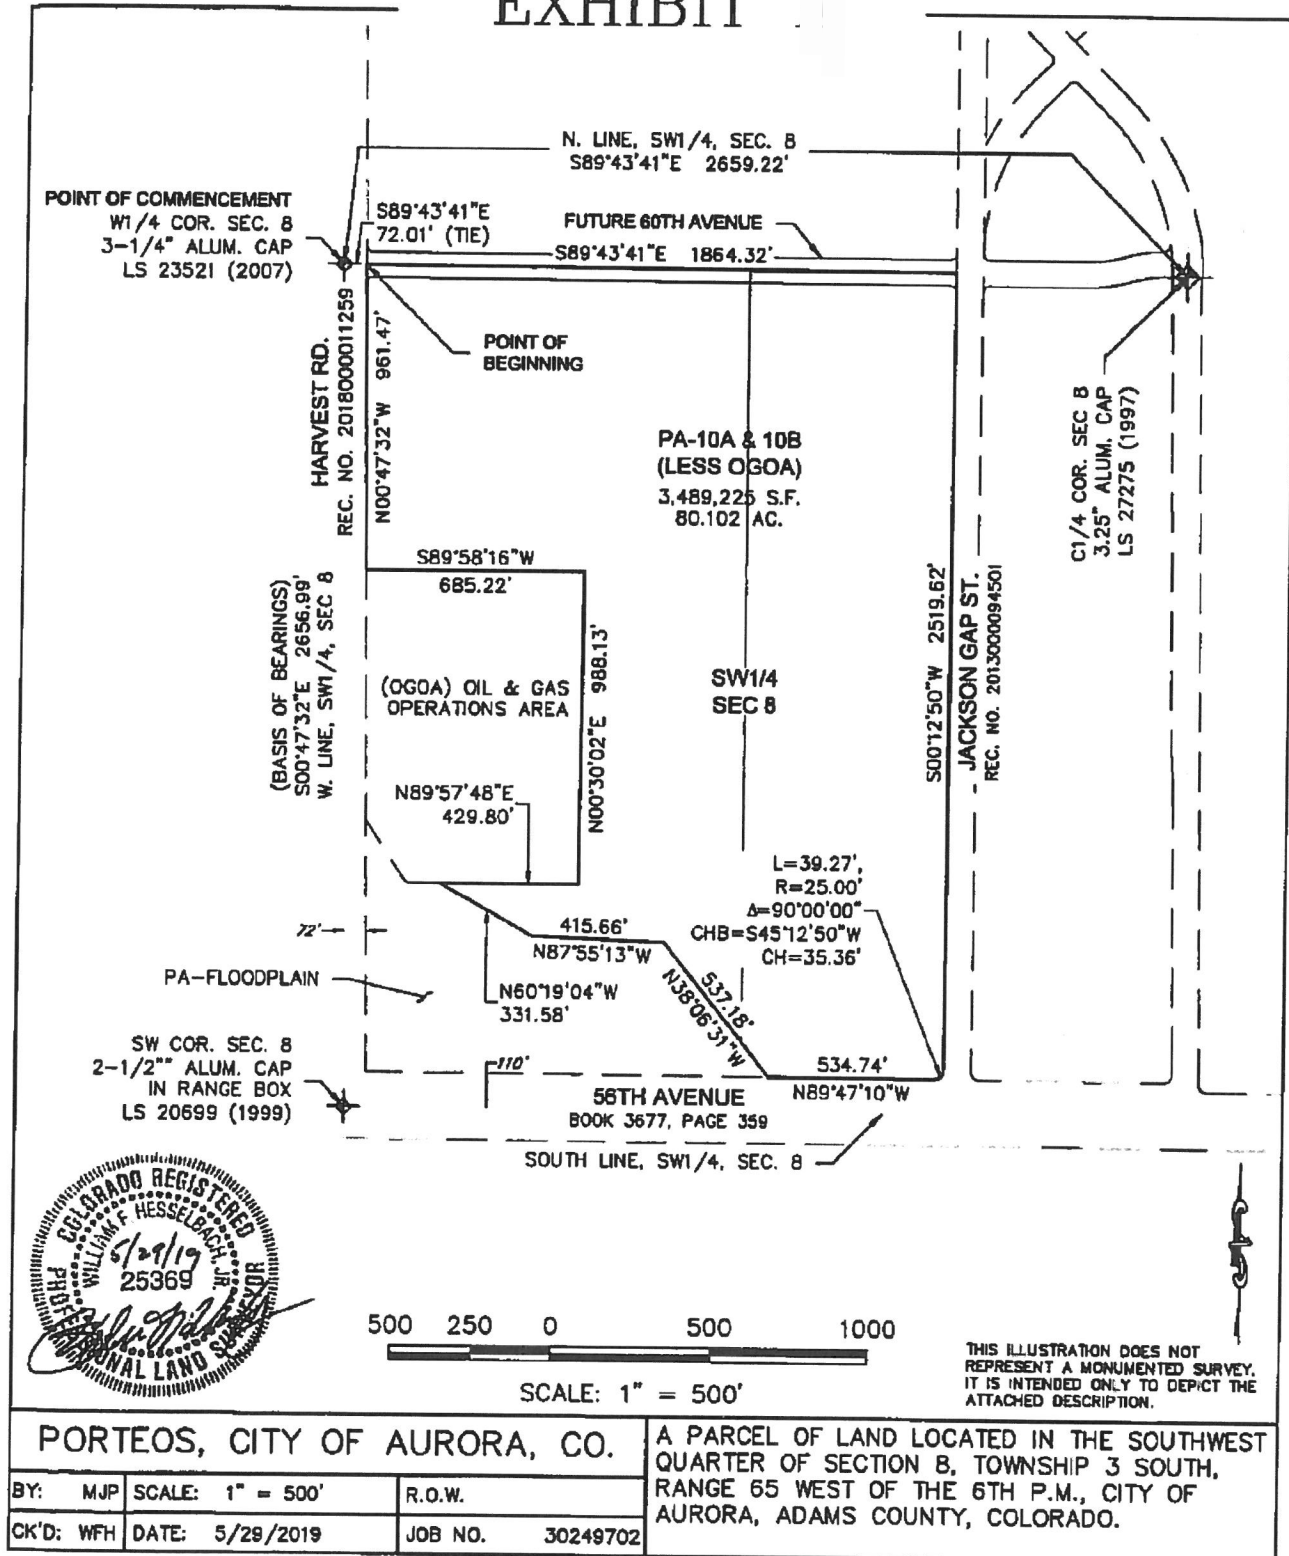 EXHIBIT
N. LINE, SW1/4, SEC. 8
S89°43'41"E 2659.22'
POINT OF COMMENCEMENT
W1/4 COR. SEC. 8
3-1/4" ALUM. CAP
LS 23521 (2007)
S89°43'41"E
72.01' (TIE)
FUTURE 60TH AVENUE
S89°43'41"E 1864.32'
POINT OF
BEGINNING
HARVEST RD.
REC. NO. 2018000011259
N00°47'32"W 961.47'
PA-10A & 10B
(LESS OGOA)
3,489,225 S.F.
80.102 AC.
C1/4 COR. SEC 8
3.25" ALUM. CAP
LS 27275 (1997)
S89°58'16"W
685.22'
(BASIS OF BEARINGS)
S00°47'32"E 2656.99'
W. LINE, SW1/4, SEC 8
(OGOA) OIL & GAS
OPERATIONS AREA
N00°30'02"E 988.13'
SW1/4
SEC 8
S00°12'50"W 2519.62'
JACKSON GAP ST.
REC. NO. 2013000094501
N89°57'48"E
429.80'
L=39.27',
R=25.00'
Δ=90°00'00"
CHB=S45°12'50"W
CH=35.36'
72'
415.66'
N87°55'13"W
PA-FLOODPLAIN
N60°19'04"W
331.58'
537.18'
N38°06'31"W
SW COR. SEC. 8
2-1/2"" ALUM. CAP
IN RANGE BOX
LS 20699 (1999)
110'
534.74'
N89°47'10"W
56TH AVENUE
BOOK 3677, PAGE 359
SOUTH LINE, SW1/4, SEC. 8
COLORADO REGISTERED
WILLIAM F. HESSELBACH, JR.
5/29/19
25369
PROFESSIONAL LAND SURVEYOR
500 250 0 500 1000
SCALE: 1" = 500'
THIS ILLUSTRATION DOES NOT
REPRESENT A MONUMENTED SURVEY.
IT IS INTENDED ONLY TO DEPICT THE
ATTACHED DESCRIPTION.
PORTEOS, CITY OF AURORA, CO.
BY: MJP SCALE: 1" = 500' R.O.W.
CK'D: WFH DATE: 5/29/2019 JOB NO. 30249702
A PARCEL OF LAND LOCATED IN THE SOUTHWEST
QUARTER OF SECTION 8, TOWNSHIP 3 SOUTH,
RANGE 65 WEST OF THE 6TH P.M., CITY OF
AURORA, ADAMS COUNTY, COLORADO.